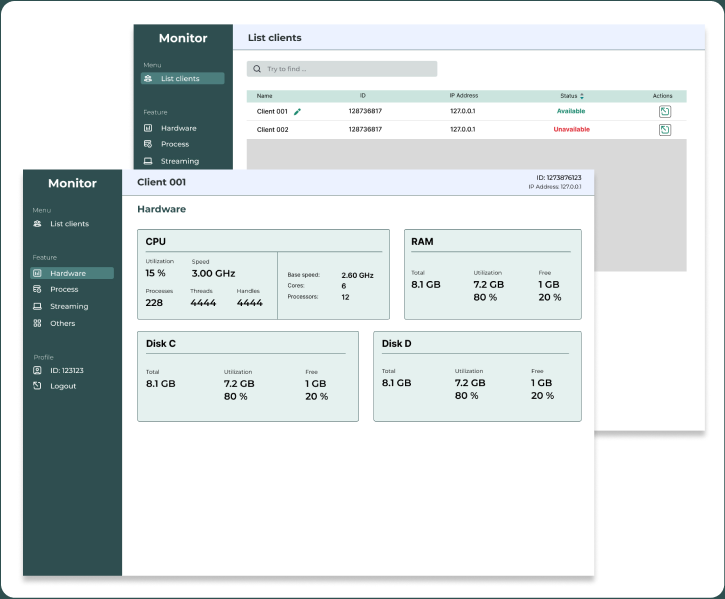 Monitor
Menu
List clients
Feature
Hardware
Process
Streaming
List clients
Try to find ...
Name ID IP Address Status Actions
Client 001 128736817 127.0.0.1 Available
Client 002 128736817 127.0.0.1 Unavailable
Monitor
Menu
List clients
Feature
Hardware
Process
Streaming
Others
Profile
ID: 123123
Logout
Client 001
ID: 1273876123
IP Address: 127.0.0.1
Hardware
CPU
Utilization Speed
15 % 3.00 GHz
Processes Threads Handles
228 4444 4444
Base speed: 2.60 GHz
Cores: 6
Processors: 12
RAM
Total Utilization Free
8.1 GB 7.2 GB 1 GB
80 % 20 %
Disk C
Total Utilization Free
8.1 GB 7.2 GB 1 GB
80 % 20 %
Disk D
Total Utilization Free
8.1 GB 7.2 GB 1 GB
80 % 20 %